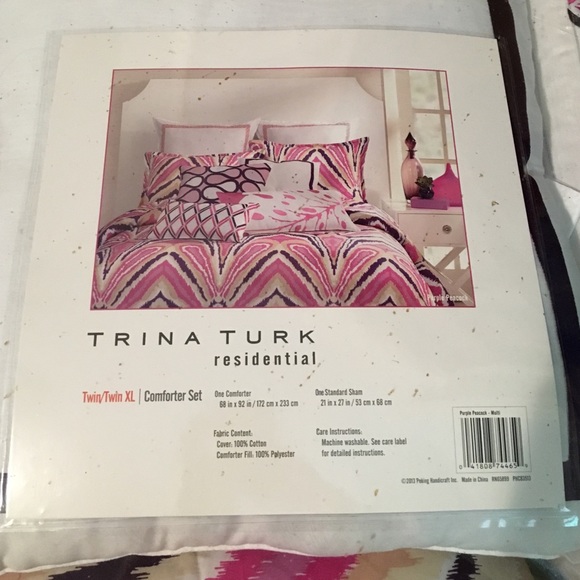 Purple Peacock
TRINA TURK
residential
Twin/Twin XL | Comforter Set
One Comforter
68 in x 92 in / 172 cm x 233 cm
One Standard Sham
21 in x 27 in / 53 cm x 68 cm
Fabric Content:
Cover: 100% Cotton
Comforter Fill: 100% Polyester
Care Instructions:
Machine washable. See care label
for detailed instructions.
Purple Peacock - Multi
0 41808 74465
©2013 Peking Handicraft Inc. Made in China